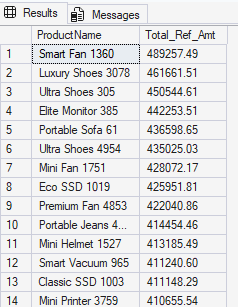 Results Messages
ProductName Total_Ref_Amt
1 Smart Fan 1360 489257.49
2 Luxury Shoes 3078 461661.51
3 Ultra Shoes 305 450544.61
4 Elite Monitor 385 442253.51
5 Portable Sofa 61 436598.65
6 Ultra Shoes 4954 435025.03
7 Mini Fan 1751 428072.17
8 Eco SSD 1019 425951.81
9 Premium Fan 4853 422040.86
10 Portable Jeans 4... 414454.46
11 Mini Helmet 1527 413185.49
12 Smart Vacuum 965 411240.60
13 Classic SSD 1003 411148.29
14 Mini Printer 3759 410655.54